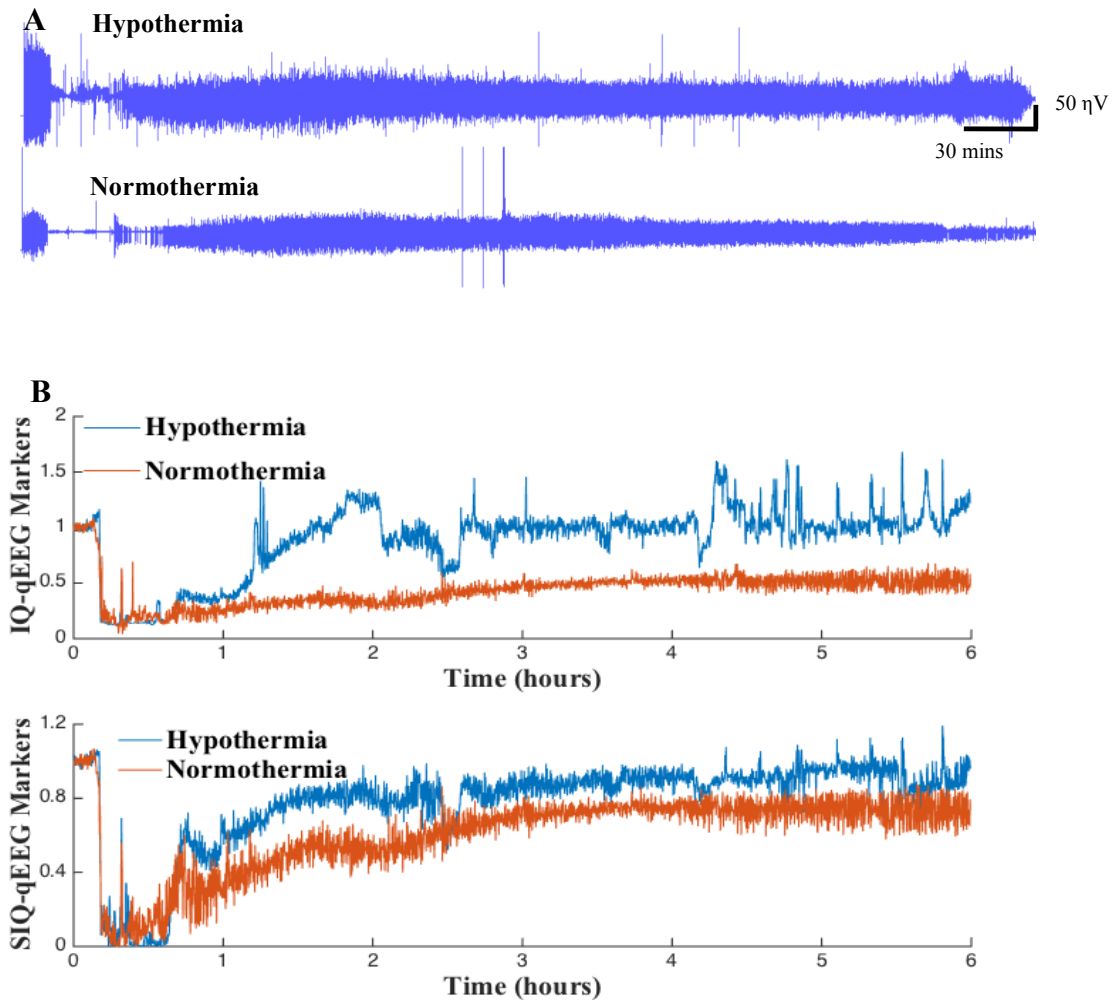 A
Hypothermia
50 ηV
30 mins
Normothermia
B
2
Hypothermia
1.5
Normothermia
1
0.5
0
IQ-qEEG Markers
0 1 2 3 4 5 6
Time (hours)
1.2
Hypothermia
Normothermia
0.8
0.4
0
SIQ-qEEG Markers
0 1 2 3 4 5 6
Time (hours)